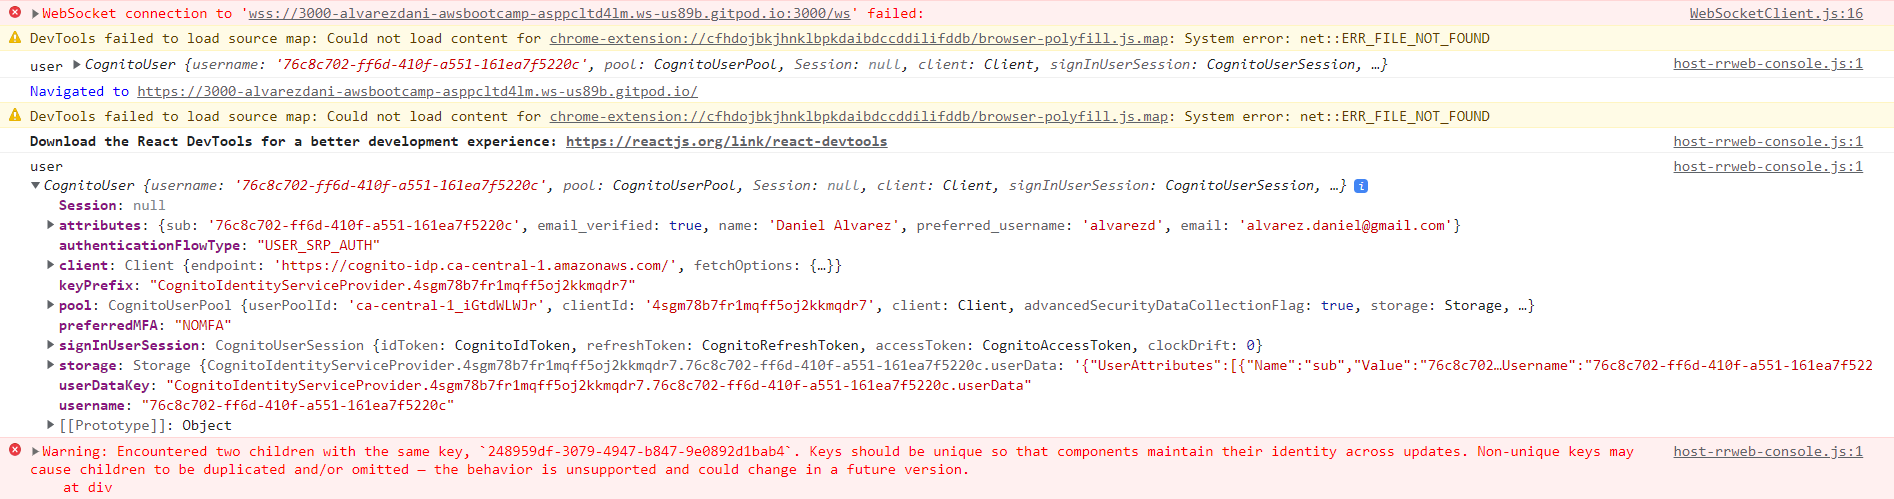 WebSocket connection to 'wss://3000-alvarezdani-awsbootcamp-asppcltd4lm.ws-us89b.gitpod.io:3000/ws' failed: WebSocketClient.js:16
DevTools failed to load source map: Could not load content for chrome-extension://cfhdojbkjhnklbpkdaibdccddilifddb/browser-polyfill.js.map: System error: net::ERR_FILE_NOT_FOUND
user CognitoUser {username: '76c8c702-ff6d-410f-a551-161ea7f5220c', pool: CognitoUserPool, Session: null, client: Client, signInUserSession: CognitoUserSession, …} host-rrweb-console.js:1
Navigated to https://3000-alvarezdani-awsbootcamp-asppcltd4lm.ws-us89b.gitpod.io/
DevTools failed to load source map: Could not load content for chrome-extension://cfhdojbkjhnklbpkdaibdccddilifddb/browser-polyfill.js.map: System error: net::ERR_FILE_NOT_FOUND
Download the React DevTools for a better development experience: https://reactjs.org/link/react-devtools host-rrweb-console.js:1
user host-rrweb-console.js:1
CognitoUser {username: '76c8c702-ff6d-410f-a551-161ea7f5220c', pool: CognitoUserPool, Session: null, client: Client, signInUserSession: CognitoUserSession, …} i
Session: null
attributes: {sub: '76c8c702-ff6d-410f-a551-161ea7f5220c', email_verified: true, name: 'Daniel Alvarez', preferred_username: 'alvarezd', email: 'alvarez.daniel@gmail.com'}
authenticationFlowType: "USER_SRP_AUTH"
client: Client {endpoint: 'https://cognito-idp.ca-central-1.amazonaws.com/', fetchOptions: {…}}
keyPrefix: "CognitoIdentityServiceProvider.4sgm78b7fr1mqff5oj2kkmqdr7"
pool: CognitoUserPool {userPoolId: 'ca-central-1_iGtdWLWJr', clientId: '4sgm78b7fr1mqff5oj2kkmqdr7', client: Client, advancedSecurityDataCollectionFlag: true, storage: Storage, …}
preferredMFA: "NOMFA"
signInUserSession: CognitoUserSession {idToken: CognitoIdToken, refreshToken: CognitoRefreshToken, accessToken: CognitoAccessToken, clockDrift: 0}
storage: Storage {CognitoIdentityServiceProvider.4sgm78b7fr1mqff5oj2kkmqdr7.76c8c702-ff6d-410f-a551-161ea7f5220c.userData: '{"UserAttributes":[{"Name":"sub","Value":"76c8c702…Username":"76c8c702-ff6d-410f-a551-161ea7f522
userDataKey: "CognitoIdentityServiceProvider.4sgm78b7fr1mqff5oj2kkmqdr7.76c8c702-ff6d-410f-a551-161ea7f5220c.userData"
username: "76c8c702-ff6d-410f-a551-161ea7f5220c"
[[Prototype]]: Object
Warning: Encountered two children with the same key, `248959df-3079-4947-b847-9e0892d1bab4`. Keys should be unique so that components maintain their identity across updates. Non-unique keys may host-rrweb-console.js:1
cause children to be duplicated and/or omitted — the behavior is unsupported and could change in a future version.
at div